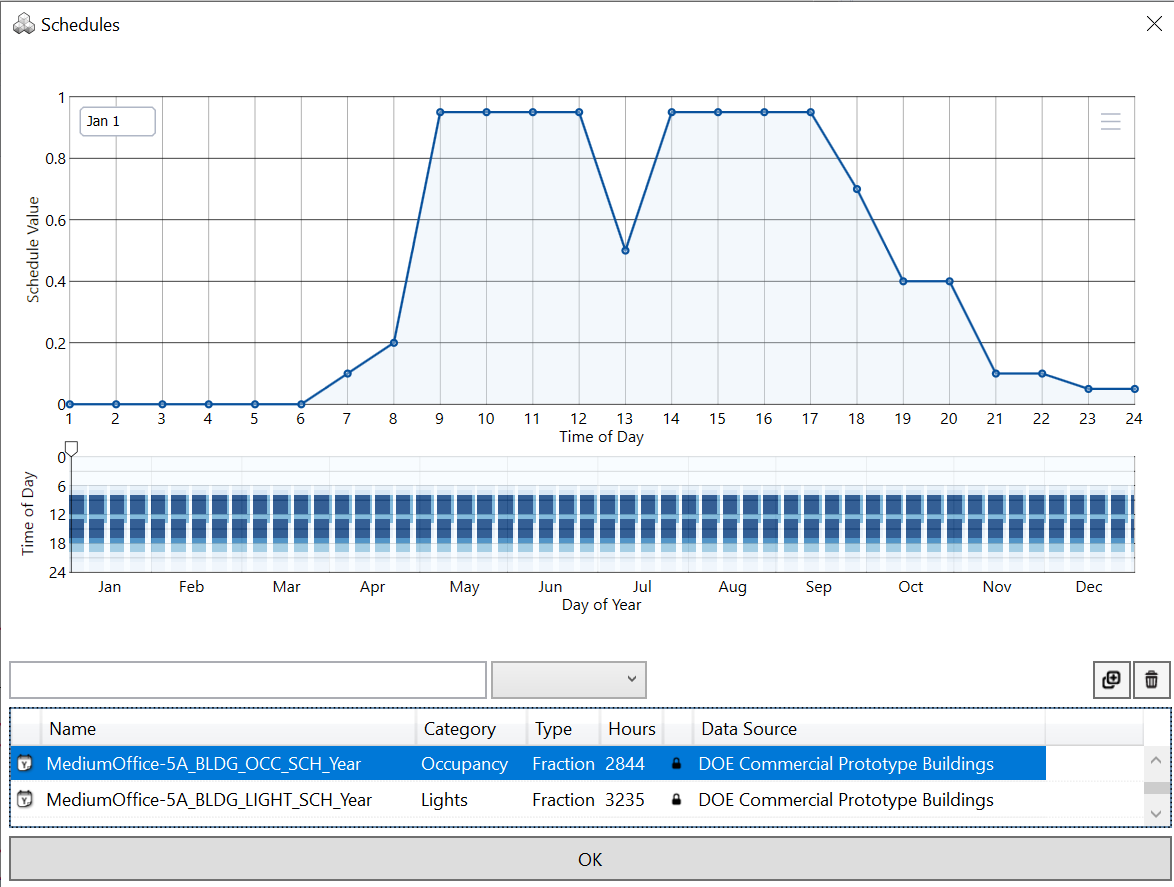 Schedules
Jan 1
1
0.8
0.6
0.4
0.2
0
Schedule Value
1 2 3 4 5 6 7 8 9 10 11 12 13 14 15 16 17 18 19 20 21 22 23 24
Time of Day
0
6
12
18
24
Time of Day
Jan Feb Mar Apr May Jun Jul Aug Sep Oct Nov Dec
Day of Year
Name Category Type Hours Data Source
MediumOffice-5A_BLDG_OCC_SCH_Year Occupancy Fraction 2844 DOE Commercial Prototype Buildings
MediumOffice-5A_BLDG_LIGHT_SCH_Year Lights Fraction 3235 DOE Commercial Prototype Buildings
OK